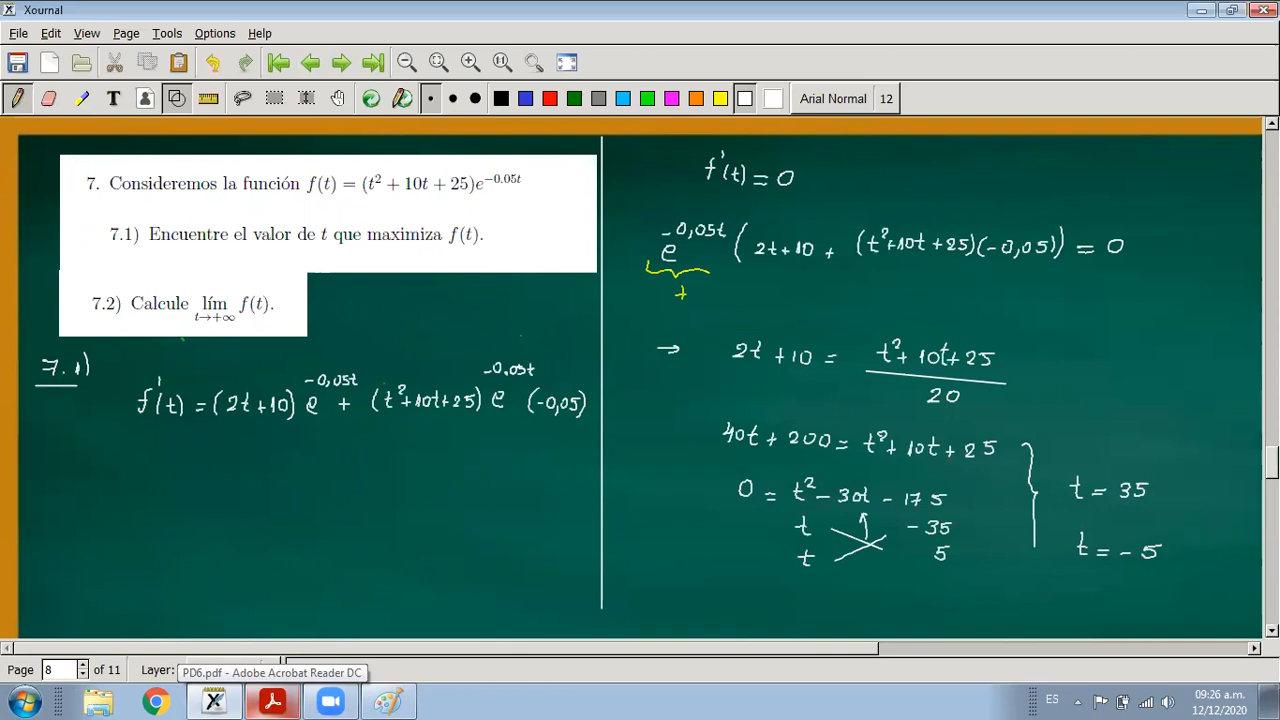 Xournal
File Edit View Page Tools Options Help
Arial Normal 12
7. Consideremos la función f(t) = (t² + 10t + 25)e^{−0.05t}
7.1) Encuentre el valor de t que maximiza f(t).
7.2) Calcule lím_{t→+∞} f(t).
7.1)
f'(t) = (2t+10) e^{-0,05t} + (t²+10t+25) e^{-0,05t} (-0,05)
f'(t) = 0
e^{-0,05t} ( 2t+10 + (t²+10t+25)(-0,05) ) = 0
+
→ 2t + 10 = t²+10t+25
20
40t + 200 = t² + 10t + 25
0 = t² - 30t - 175
t -35
t 5
t = 35
t = -5
Page 8 of 11 Layer:
PD6.pdf - Adobe Acrobat Reader DC
ES 09:26 a.m.
12/12/2020